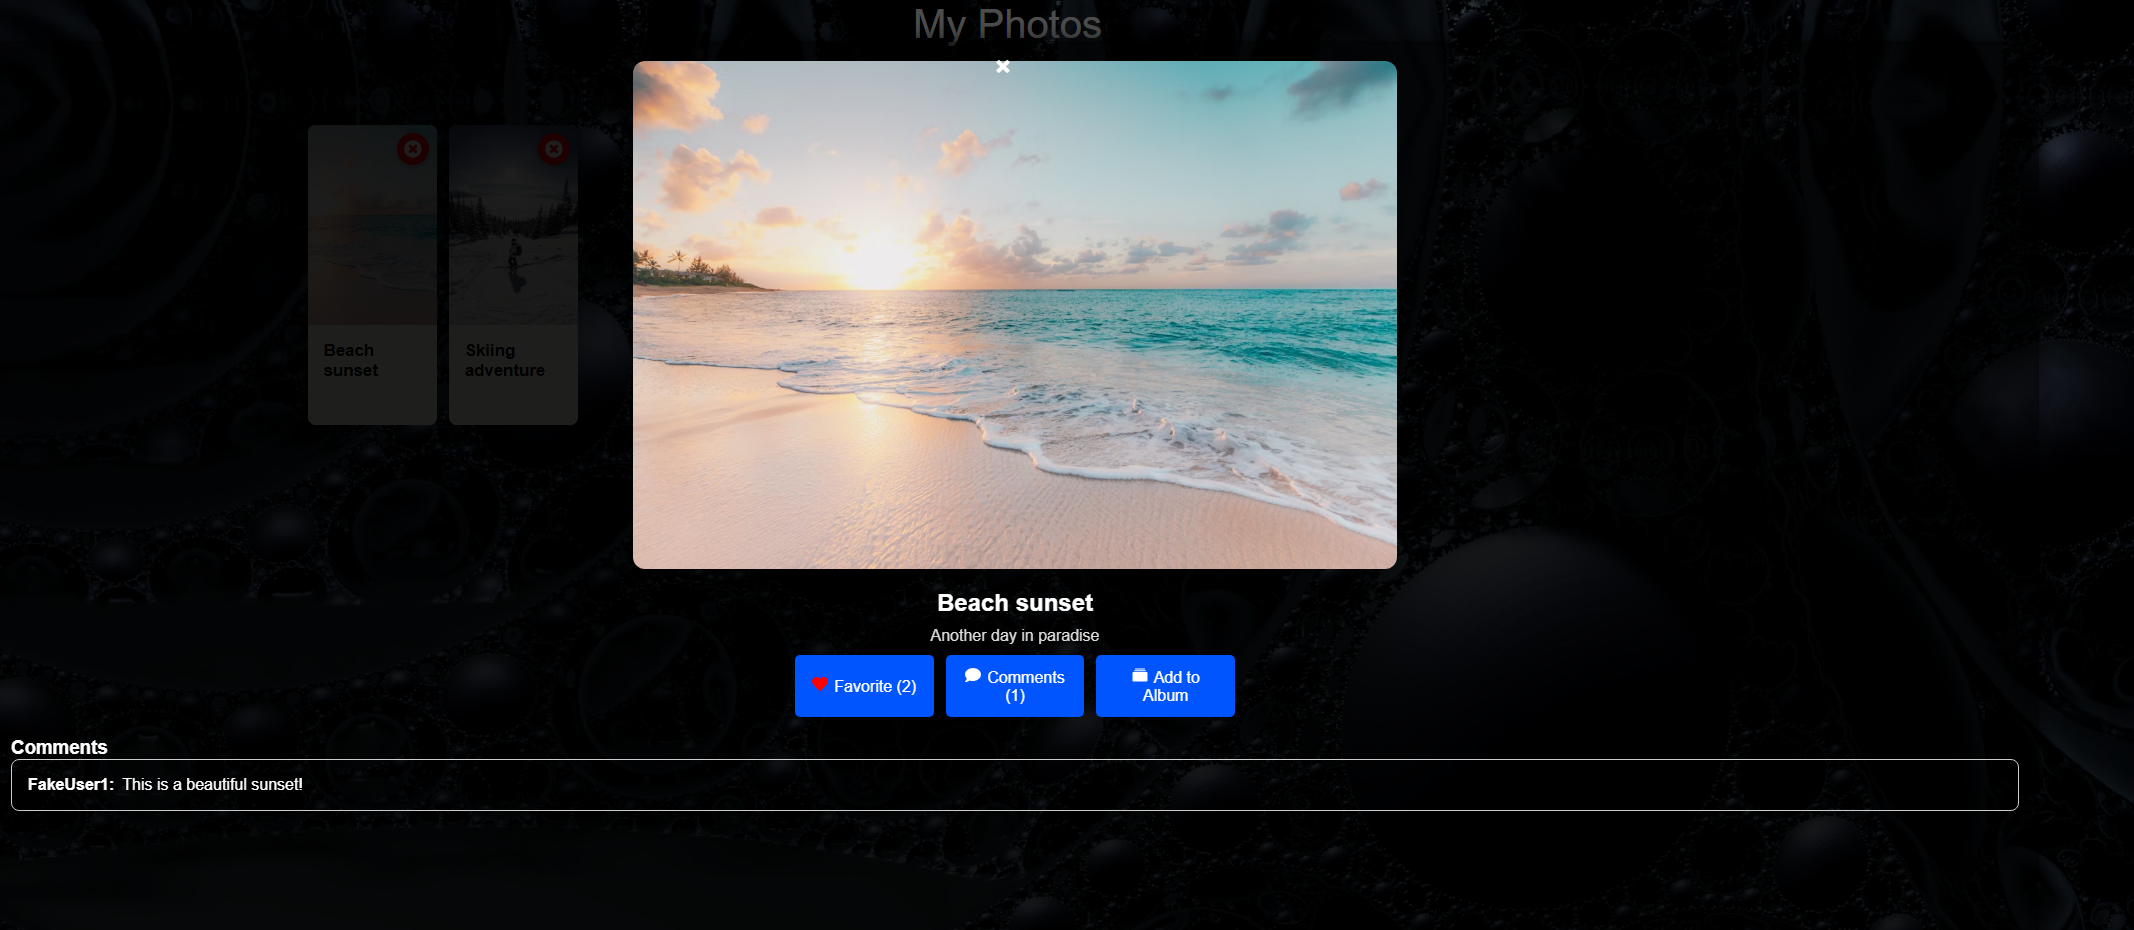 My Photos
Beach
sunset
Skiing
adventure
Beach sunset
Another day in paradise
Favorite (2)
Comments
(1)
Add to
Album
Comments
FakeUser1: This is a beautiful sunset!